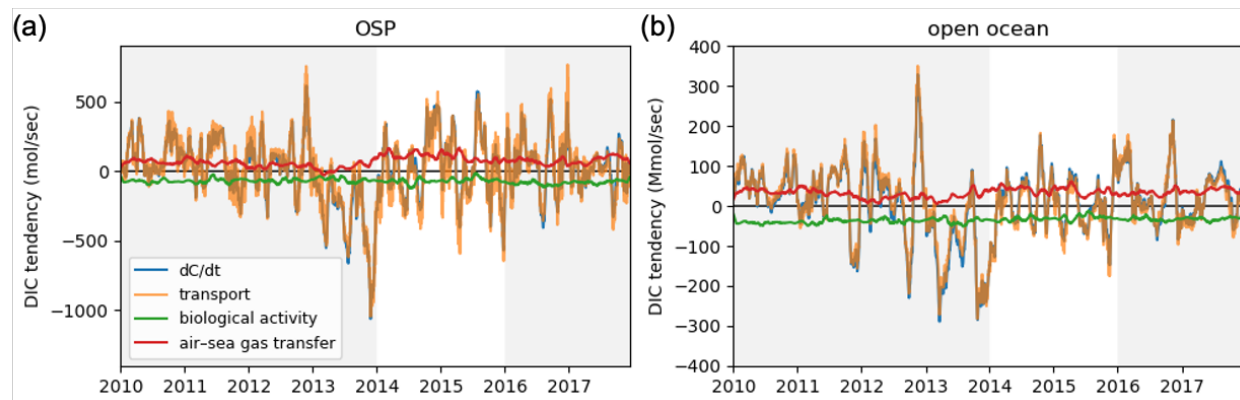 (a) OSP
DIC tendency (mol/sec)
500
0
−500
−1000
dC/dt
transport
biological activity
air–sea gas transfer
2010 2011 2012 2013 2014 2015 2016 2017
(b) open ocean
DIC tendency (Mmol/sec)
400
300
200
100
0
−100
−200
−300
−400
2010 2011 2012 2013 2014 2015 2016 2017